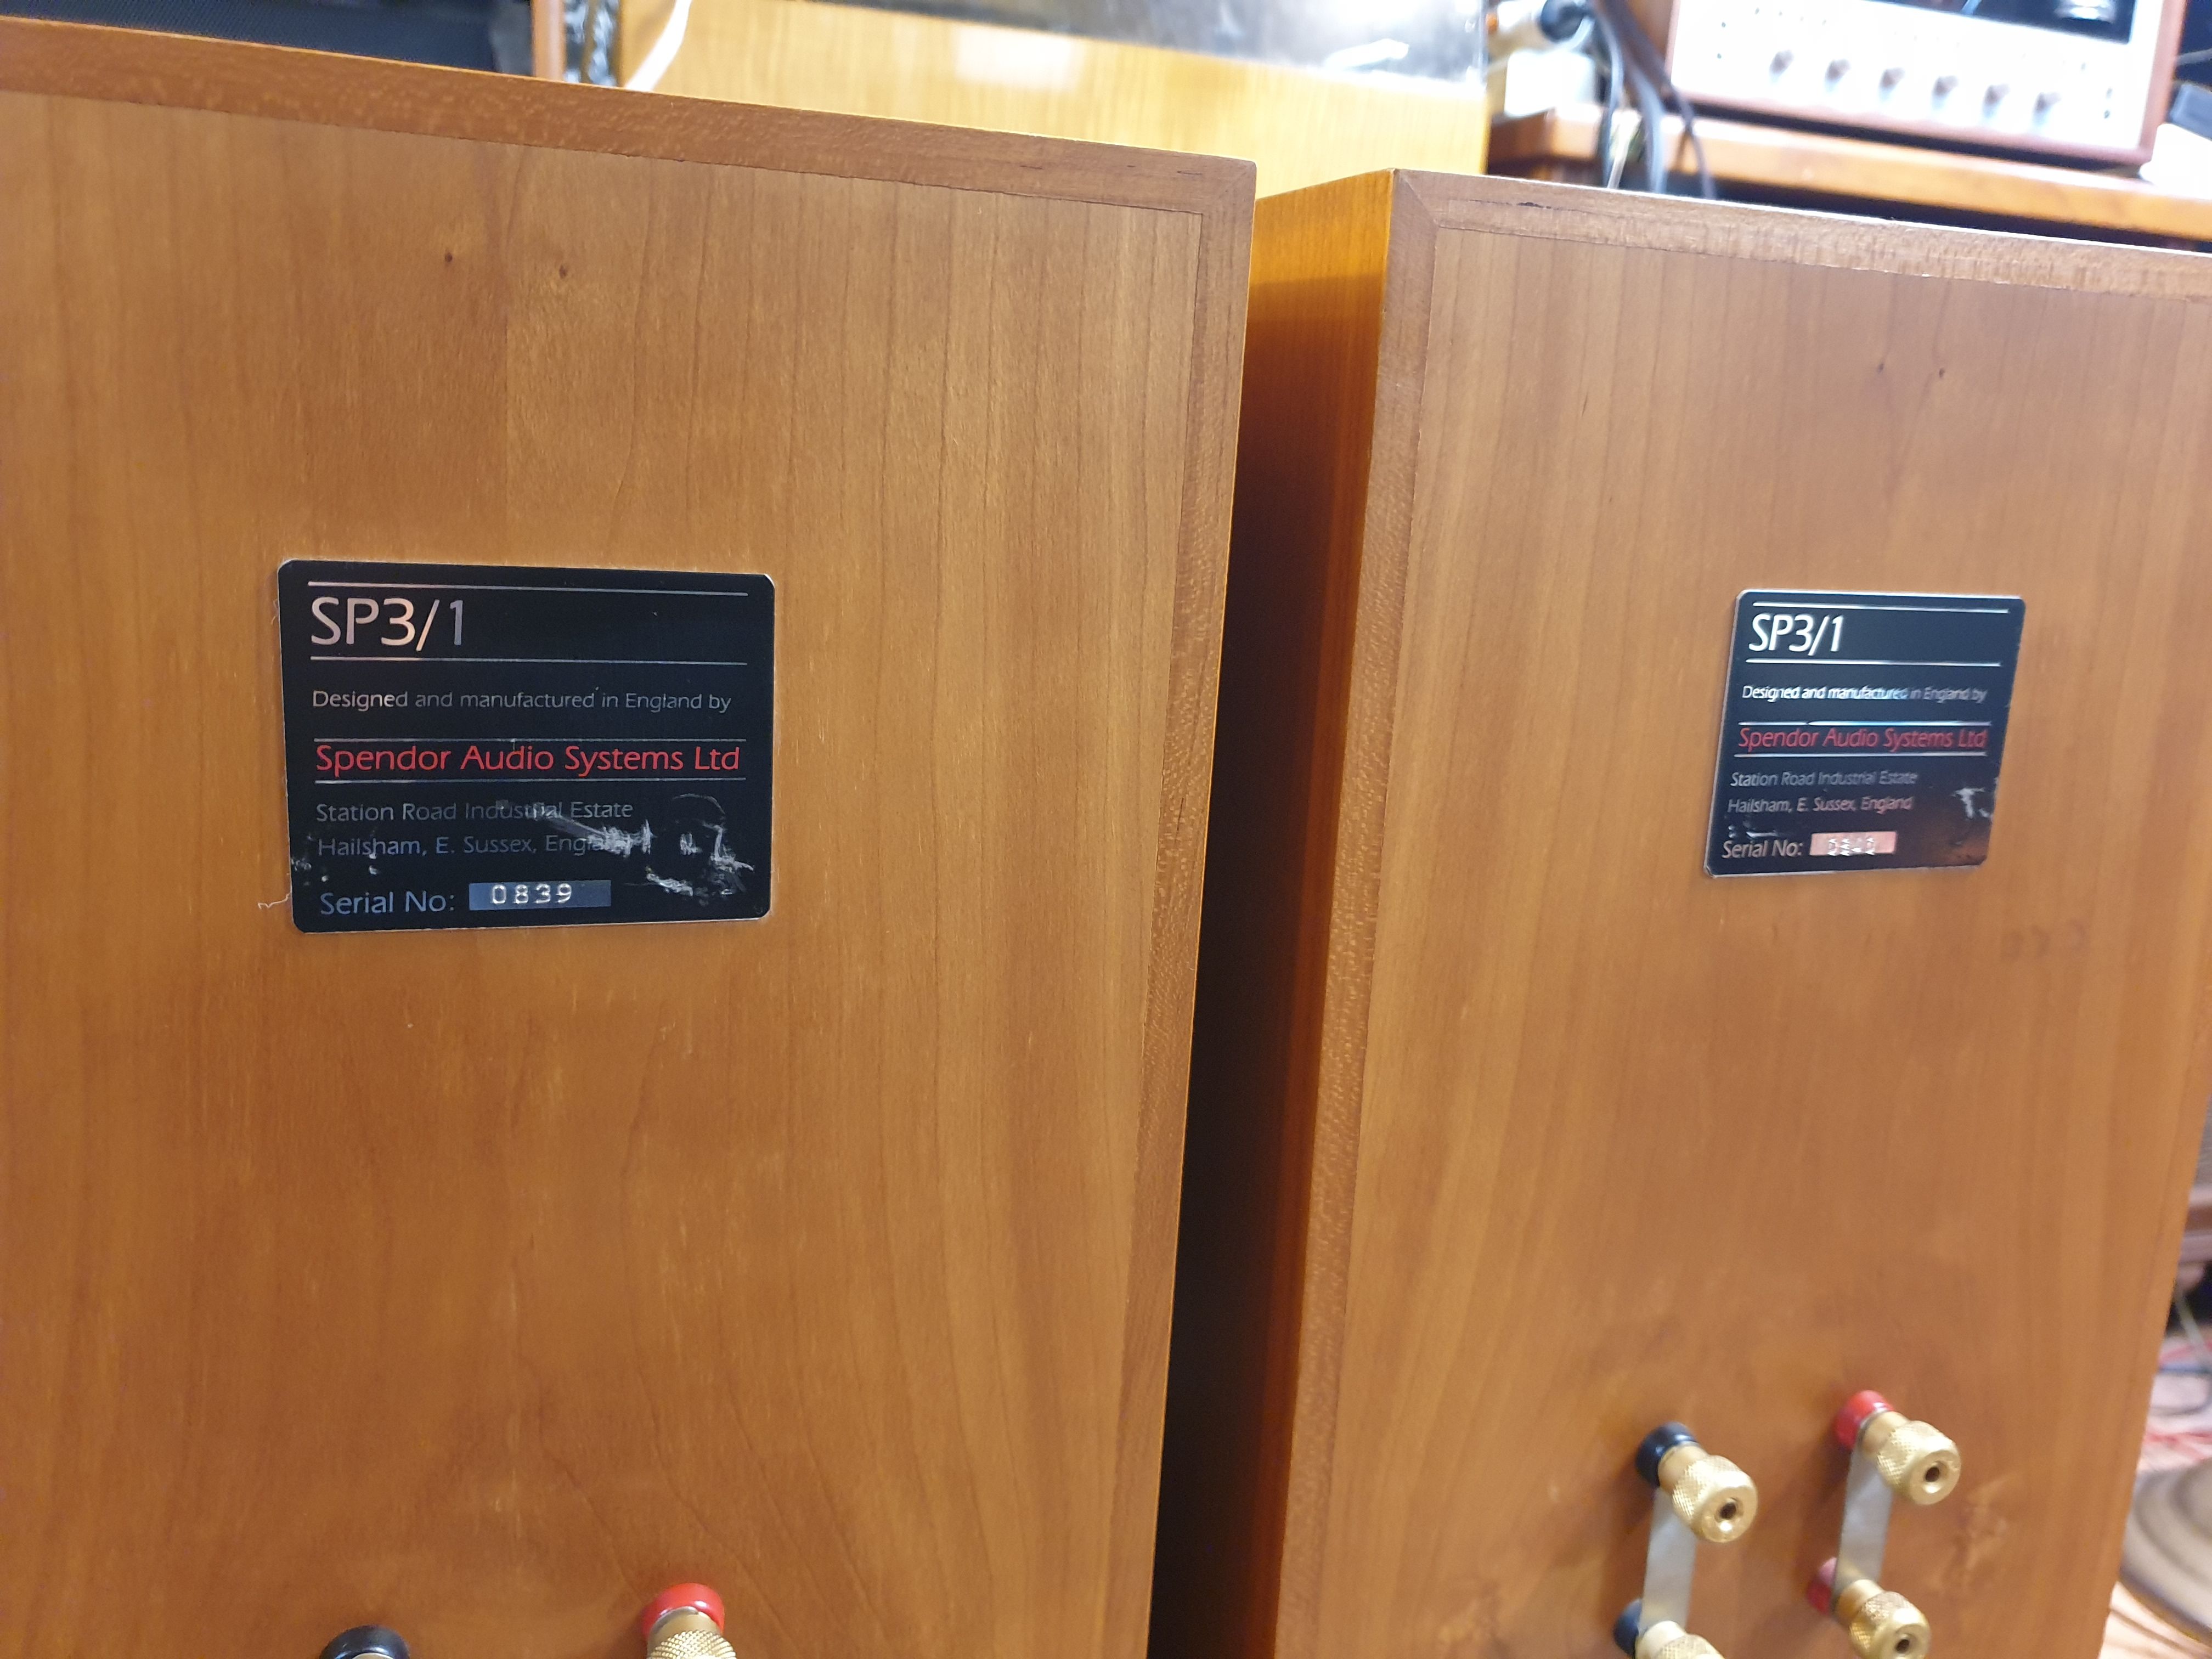 SP3/1
Designed and manufactured in England by
Spendor Audio Systems Ltd
Station Road Industrial Estate
Hailsham, E. Sussex, England
Serial No: 0839
SP3/1
Designed and manufactured in England by
Spendor Audio Systems Ltd
Station Road Industrial Estate
Hailsham, E. Sussex, England
Serial No: 0840